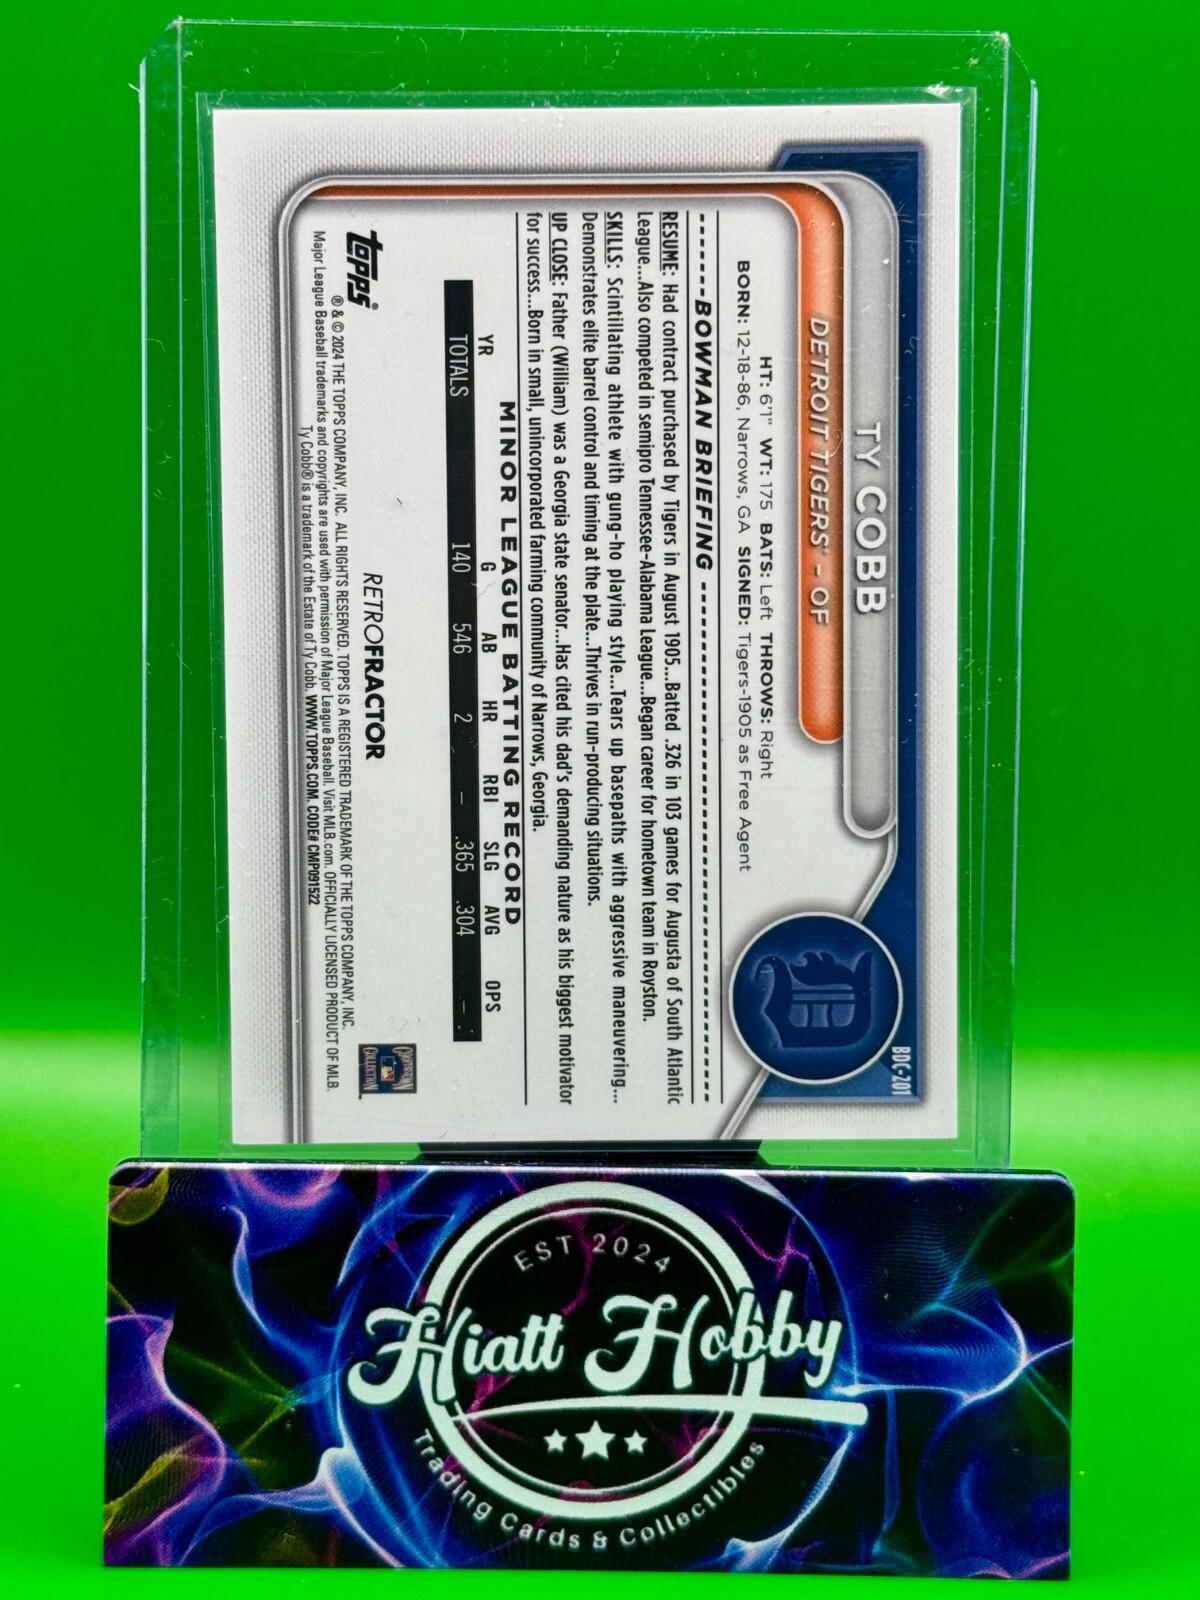 BDC-201
TY COBB
DETROIT TIGERS® - OF
HT: 6'1" WT: 175 BATS: Left THROWS: Right
BORN: 12-18-86, Narrows, GA SIGNED: Tigers-1905 as Free Agent
BOWMAN BRIEFING
RESUME: Had contract purchased by Tigers in August 1905...Batted .326 in 103 games for Augusta of South Atlantic
League...Also competed in semipro Tennessee-Alabama League...Began career for hometown team in Royston.
SKILLS: Scintillating athlete with gung-ho playing style...Tears up basepaths with aggressive maneuvering...
Demonstrates elite barrel control and timing at the plate...Thrives in run-producing situations.
UP CLOSE: Father (William) was a Georgia state senator...Has cited his dad's demanding nature as his biggest motivator
for success...Born in small, unincorporated farming community of Narrows, Georgia.
MINOR LEAGUE BATTING RECORD
YR G AB HR RBI SLG AVG OPS
TOTALS 140 546 2 – .365 .304 –
RETROFRACTOR
COOPERSTOWN COLLECTION™
topps®
® & © 2024 THE TOPPS COMPANY, INC. ALL RIGHTS RESERVED. TOPPS IS A REGISTERED TRADEMARK OF THE TOPPS COMPANY, INC.
Major League Baseball trademarks and copyrights are used with permission of Major League Baseball. Visit MLB.com. OFFICIALLY LICENSED PRODUCT OF MLB.
Ty Cobb® is a trademark of the Estate of Ty Cobb. WWW.TOPPS.COM. CODE# CMP091522
EST 2024
Hiatt Hobby
Trading Cards & Collectibles